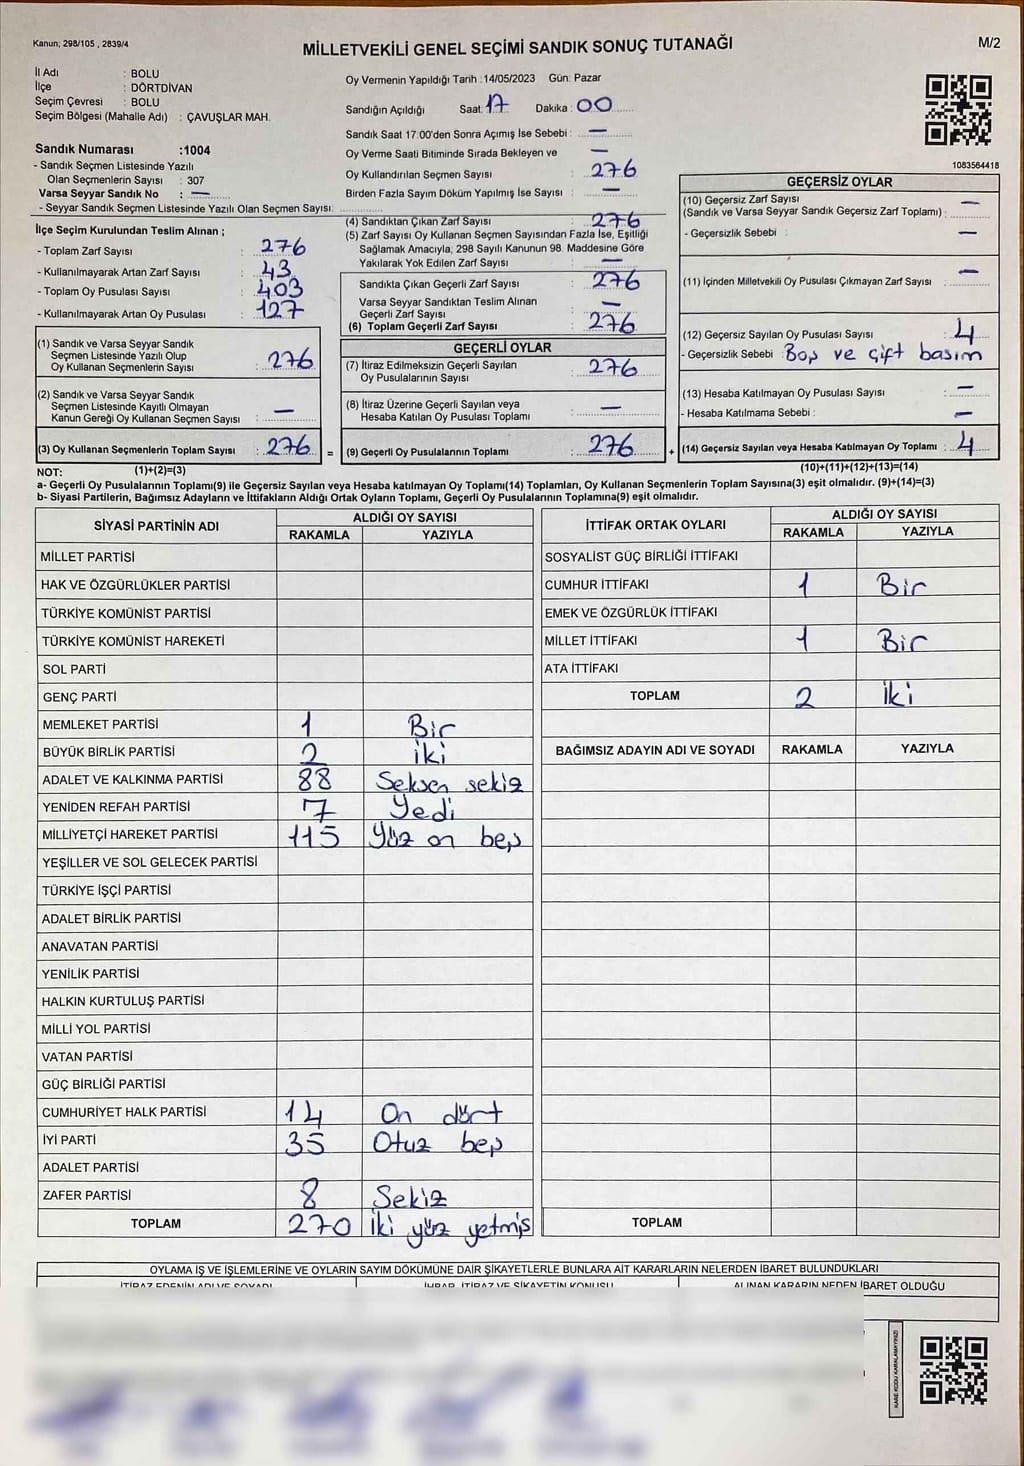 Kanun; 298/105 , 2839/4
MİLLETVEKİLİ GENEL SEÇİMİ SANDIK SONUÇ TUTANAĞI
M/2
İl Adı : BOLU
İlçe : DÖRTDİVAN
Seçim Çevresi : BOLU
Seçim Bölgesi (Mahalle Adı) : ÇAVUŞLAR MAH.
Sandık Numarası :1004
- Sandık Seçmen Listesinde Yazılı
Olan Seçmenlerin Sayısı : 307
Varsa Seyyar Sandık No : —
- Seyyar Sandık Seçmen Listesinde Yazılı Olan Seçmen Sayısı:
İlçe Seçim Kurulundan Teslim Alınan ;
- Toplam Zarf Sayısı : 276
- Kullanılmayarak Artan Zarf Sayısı : 43
- Toplam Oy Pusulası Sayısı : 403
- Kullanılmayarak Artan Oy Pusulası : 127
Oy Vermenin Yapıldığı Tarih :14/05/2023 Gün: Pazar
Sandığın Açıldığı Saat: 17 Dakika : 00
Sandık Saat 17:00'den Sonra Açımış İse Sebebi : —
Oy Verme Saati Bitiminde Sırada Bekleyen ve —
Oy Kullandırılan Seçmen Sayısı : 276
Birden Fazla Sayım Döküm Yapılmış İse Sayısı : —
(4) Sandıktan Çıkan Zarf Sayısı : 276
(5) Zarf Sayısı Oy Kullanan Seçmen Sayısından Fazla İse, Eşitliği
Sağlamak Amacıyla, 298 Sayılı Kanunun 98. Maddesine Göre
Yakılarak Yok Edilen Zarf Sayısı : —
Sandıkta Çıkan Geçerli Zarf Sayısı : 276
Varsa Seyyar Sandıktan Teslim Alınan
Geçerli Zarf Sayısı : —
(6) Toplam Geçerli Zarf Sayısı : 276
1083564418
GEÇERSİZ OYLAR
(10) Geçersiz Zarf Sayısı —
(Sandık ve Varsa Seyyar Sandık Geçersiz Zarf Toplamı) :
- Geçersizlik Sebebi : —
(11) İçinden Milletvekili Oy Pusulası Çıkmayan Zarf Sayısı : —
(12) Geçersiz Sayılan Oy Pusulası Sayısı : 4
- Geçersizlik Sebebi : Boş ve çift basım
(13) Hesaba Katılmayan Oy Pusulası Sayısı : —
- Hesaba Katılmama Sebebi : —
(14) Geçersiz Sayılan veya Hesaba Katılmayan Oy Toplamı : 4
(1) Sandık ve Varsa Seyyar Sandık
Seçmen Listesinde Yazılı Olup
Oy Kullanan Seçmenlerin Sayısı : 276
(2) Sandık ve Varsa Seyyar Sandık
Seçmen Listesinde Kayıtlı Olmayan
Kanun Gereği Oy Kullanan Seçmen Sayısı : —
(3) Oy Kullanan Seçmenlerin Toplam Sayısı : 276 =
GEÇERLİ OYLAR
(7) İtiraz Edilmeksizin Geçerli Sayılan
Oy Pusulalarının Sayısı : 276
(8) İtiraz Üzerine Geçerli Sayılan veya
Hesaba Katılan Oy Pusulası Toplamı : —
(9) Geçerli Oy Pusulalarının Toplamı : 276 +
NOT: (1)+(2)=(3) (10)+(11)+(12)+(13)=(14)
a- Geçerli Oy Pusulalarının Toplamı(9) ile Geçersiz Sayılan veya Hesaba katılmayan Oy Toplamı(14) Toplamları, Oy Kullanan Seçmenlerin Toplam Sayısına(3) eşit olmalıdır. (9)+(14)=(3)
b- Siyasi Partilerin, Bağımsız Adayların ve İttifakların Aldığı Ortak Oyların Toplamı, Geçerli Oy Pusulalarının Toplamına(9) eşit olmalıdır.
SİYASİ PARTİNİN ADI ALDIĞI OY SAYISI
RAKAMLA YAZIYLA
MİLLET PARTİSİ
HAK VE ÖZGÜRLÜKLER PARTİSİ
TÜRKİYE KOMÜNİST PARTİSİ
TÜRKİYE KOMÜNİST HAREKETİ
SOL PARTİ
GENÇ PARTİ
MEMLEKET PARTİSİ 1 Bir
BÜYÜK BİRLİK PARTİSİ 2 iki
ADALET VE KALKINMA PARTİSİ 88 Seksen sekiz
YENİDEN REFAH PARTİSİ 7 Yedi
MİLLİYETÇİ HAREKET PARTİSİ 115 Yüz on beş
YEŞİLLER VE SOL GELECEK PARTİSİ
TÜRKİYE İŞÇİ PARTİSİ
ADALET BİRLİK PARTİSİ
ANAVATAN PARTİSİ
YENİLİK PARTİSİ
HALKIN KURTULUŞ PARTİSİ
MİLLİ YOL PARTİSİ
VATAN PARTİSİ
GÜÇ BİRLİĞİ PARTİSİ
CUMHURİYET HALK PARTİSİ 14 On dört
İYİ PARTİ 35 Otuz beş
ADALET PARTİSİ
ZAFER PARTİSİ 8 Sekiz
TOPLAM 270 İki yüz yetmiş
İTTİFAK ORTAK OYLARI ALDIĞI OY SAYISI
RAKAMLA YAZIYLA
SOSYALİST GÜÇ BİRLİĞİ İTTİFAKI
CUMHUR İTTİFAKI 1 Bir
EMEK VE ÖZGÜRLÜK İTTİFAKI
MİLLET İTTİFAKI 1 Bir
ATA İTTİFAKI
TOPLAM 2 İki
BAĞIMSIZ ADAYIN ADI VE SOYADI RAKAMLA YAZIYLA
TOPLAM
OYLAMA İŞ VE İŞLEMLERİNE VE OYLARIN SAYIM DÖKÜMÜNE DAİR ŞİKAYETLERLE BUNLARA AİT KARARLARIN NELERDEN İBARET BULUNDUKLARI
İTİRAZ EDENİN ADI VE SOYADI İHBAR, İTİRAZ VE ŞİKAYETİN KONUSU ALINAN KARARIN NEDEN İBARET OLDUĞU
KARE KODU KARALAMAYINIZ!